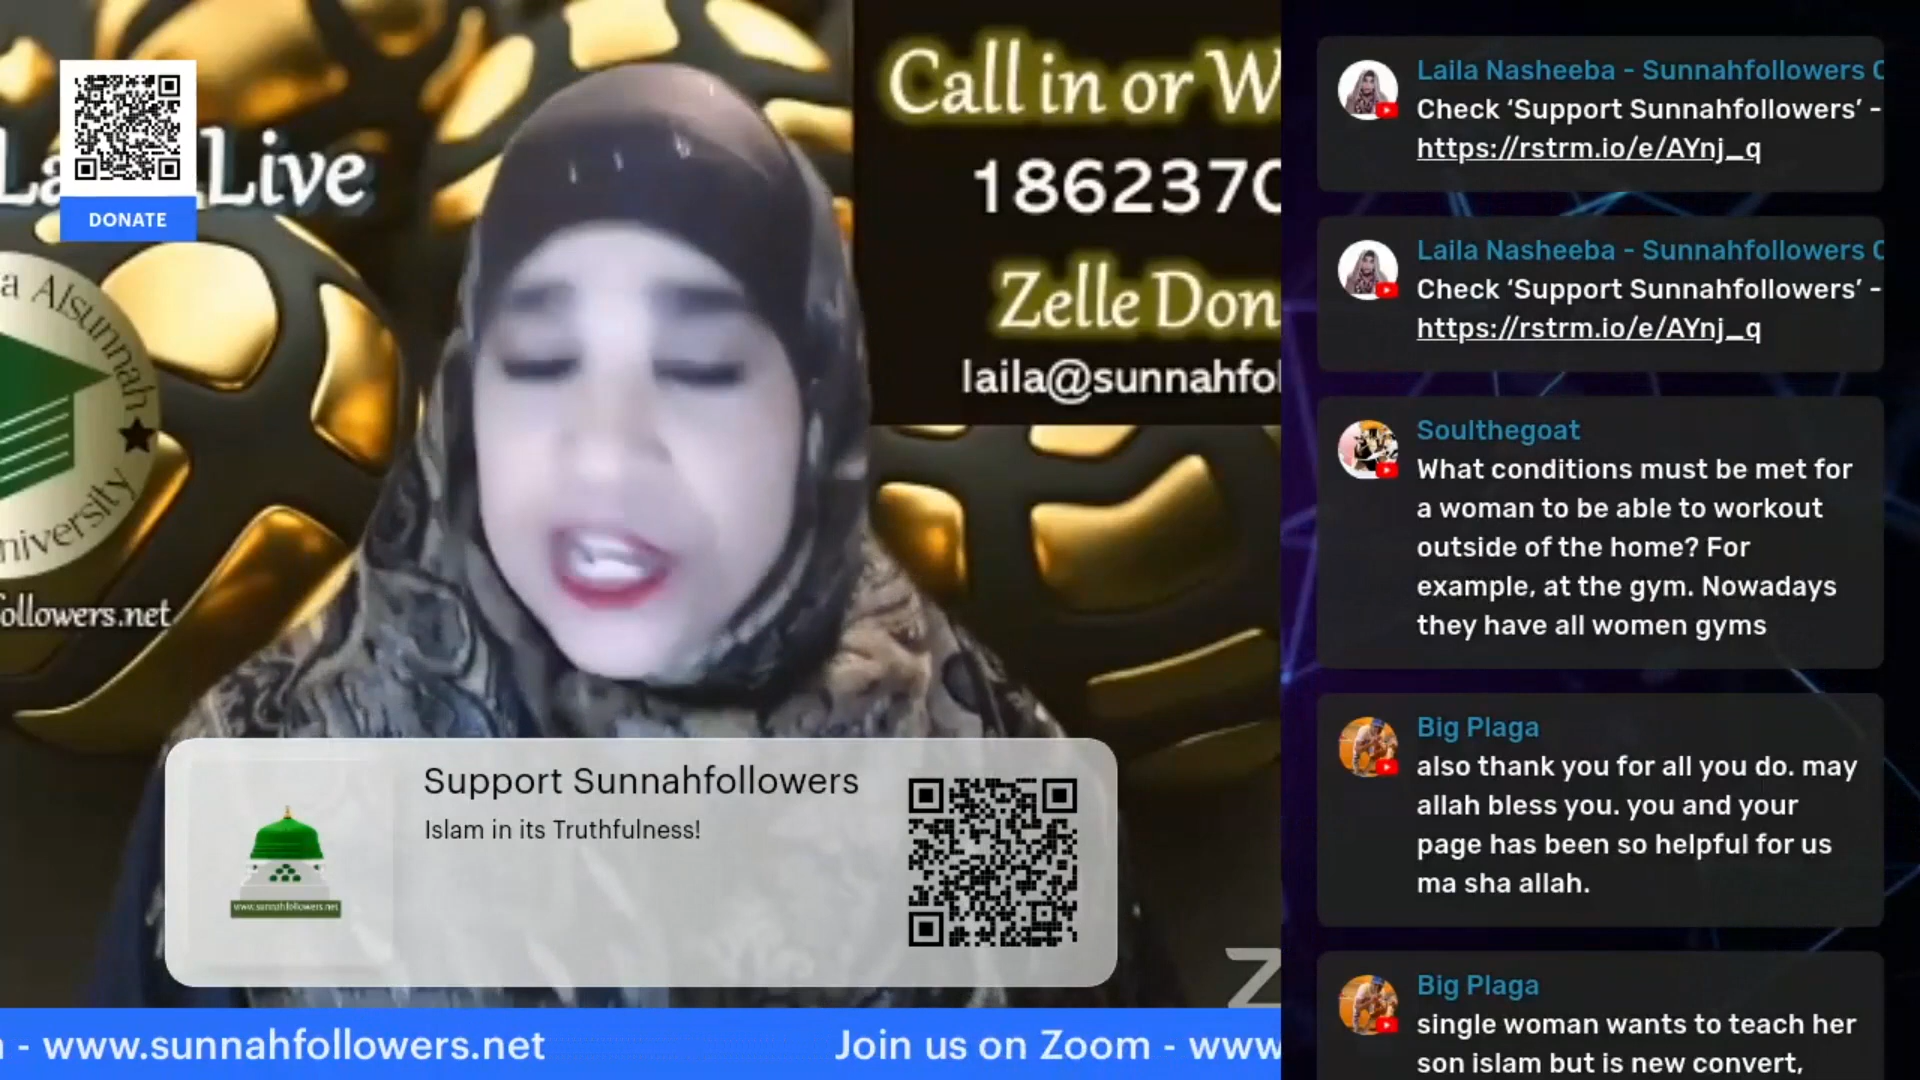 DONATE
Live
a Alsunnah
niversity
ollowers.net
Call in or W
1862370
Zelle Don
laila@sunnahfol
Support Sunnahfollowers
Islam in its Truthfulness!
www.sunnahfollowers.net
- www.sunnahfollowers.net
Join us on Zoom - www
Laila Nasheeba - Sunnahfollowers C
Check ‘Support Sunnahfollowers’ -
https://rstrm.io/e/AYnj_q
Laila Nasheeba - Sunnahfollowers C
Check ‘Support Sunnahfollowers’ -
https://rstrm.io/e/AYnj_q
Soulthegoat
What conditions must be met for
a woman to be able to workout
outside of the home? For
example, at the gym. Nowadays
they have all women gyms
Big Plaga
also thank you for all you do. may
allah bless you. you and your
page has been so helpful for us
ma sha allah.
Big Plaga
single woman wants to teach her
son islam but is new convert,